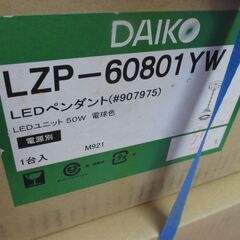 DAIKO
LZP-60801YW
LEDペンダント(#907975)
LEDユニット 50W 電球色
電源別
1台入
M921